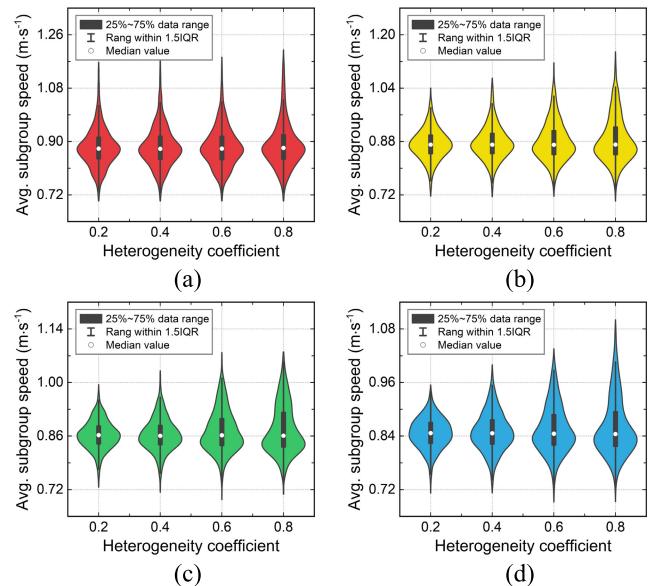 25%~75% data range
Rang within 1.5IQR
Median value
1.26
1.08
0.90
0.72
Avg. subgroup speed (m·s⁻¹)
0.2 0.4 0.6 0.8
Heterogeneity coefficient
(a)
25%~75% data range
Rang within 1.5IQR
Median value
1.20
1.04
0.88
0.72
Avg. subgroup speed (m·s⁻¹)
0.2 0.4 0.6 0.8
Heterogeneity coefficient
(b)
25%~75% data range
Rang within 1.5IQR
Median value
1.14
1.00
0.86
0.72
Avg. subgroup speed (m·s⁻¹)
0.2 0.4 0.6 0.8
Heterogeneity coefficient
(c)
25%~75% data range
Rang within 1.5IQR
Median value
1.08
0.96
0.84
0.72
Avg. subgroup speed (m·s⁻¹)
0.2 0.4 0.6 0.8
Heterogeneity coefficient
(d)